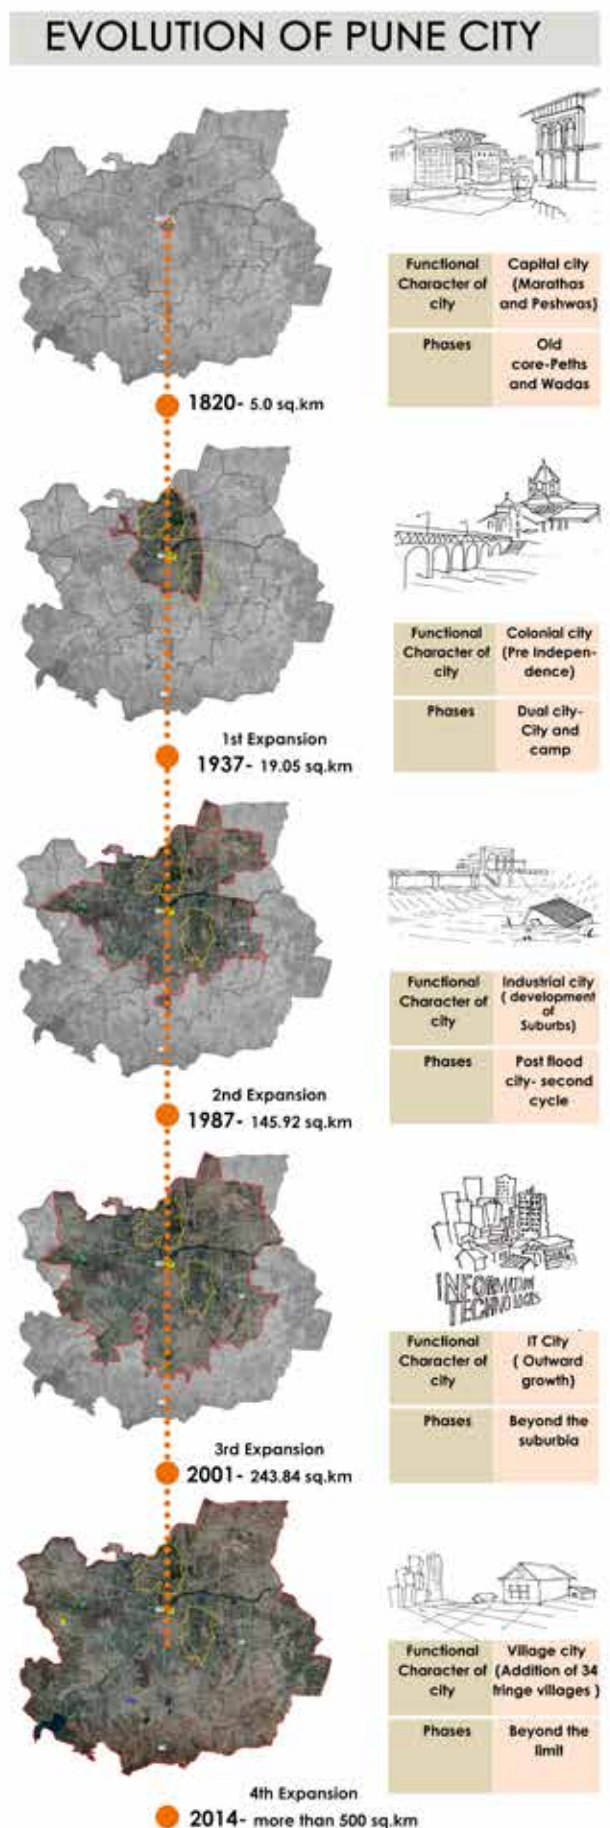 EVOLUTION OF PUNE CITY
Functional
Character of
city
Capital city
(Marathas
and Peshwas)
Phases
Old
core-Peths
and Wadas
1820- 5.0 sq.km
Functional
Character of
city
Colonial city
(Pre Indepen-
dence)
Phases
Dual city-
City and
camp
1st Expansion
1937- 19.05 sq.km
Functional
Character of
city
Industrial city
( development
of
Suburbs)
Phases
Post flood
city- second
cycle
2nd Expansion
1987- 145.92 sq.km
INFORMATION
Functional
Character of
city
IT City
( Outward
growth)
Phases
Beyond the
suburbia
3rd Expansion
2001- 243.84 sq.km
Functional
Character of
city
Village city
(Addition of 34
fringe villages )
Phases
Beyond the
limit
4th Expansion
2014- more than 500 sq.km